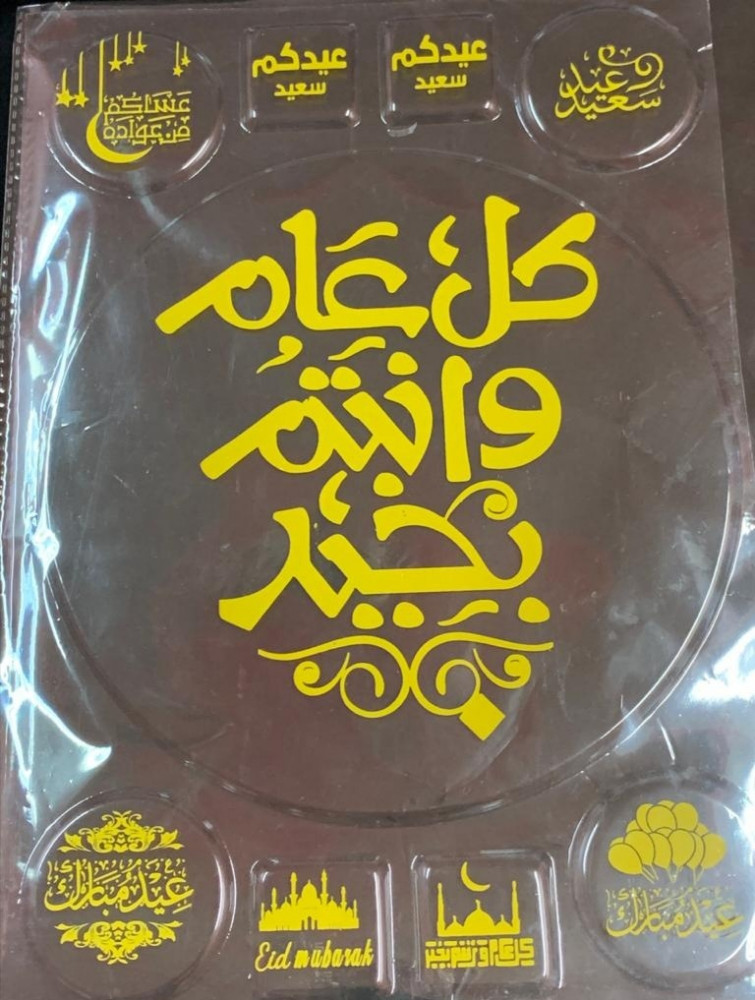 عساكم
من عواده
عيدكم
سعيد
عيدكم
سعيد
عيد
سعيد
كل عام
وانتم
بخير
عيد مبارك
Eid mubarak
كل عام وانتم بخير
عيد مبارك